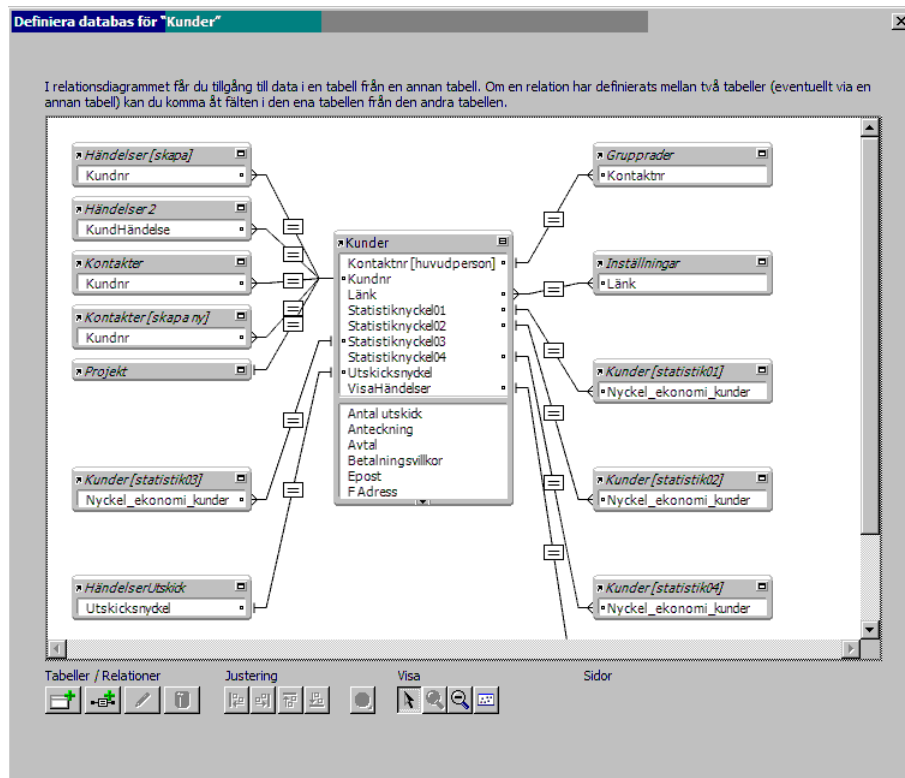 Definiera databas för “Kunder”
I relationsdiagrammet får du tillgång till data i en tabell från en annan tabell. Om en relation har definierats mellan två tabeller (eventuellt via en
annan tabell) kan du komma åt fälten i den ena tabellen från den andra tabellen.
Händelser [skapa]
Kundnr
Händelser 2
KundHändelse
Kontakter
Kundnr
Kontakter [skapa ny]
Kundnr
Projekt
Kunder [statistik03]
Nyckel_ekonomi_kunder
HändelserUtskick
Utskicksnyckel
Kunder
Kontaktnr [huvudperson]
Kundnr
Länk
Statistiknyckel01
Statistiknyckel02
Statistiknyckel03
Statistiknyckel04
Utskicksnyckel
VisaHändelser
Antal utskick
Anteckning
Avtal
Betalningsvillkor
Epost
F Adress
Grupprader
Kontaktnr
Inställningar
Länk
Kunder [statistik01]
Nyckel_ekonomi_kunder
Kunder [statistik02]
Nyckel_ekonomi_kunder
Kunder [statistik04]
Nyckel_ekonomi_kunder
Tabeller / Relationer
Justering
Visa
Sidor